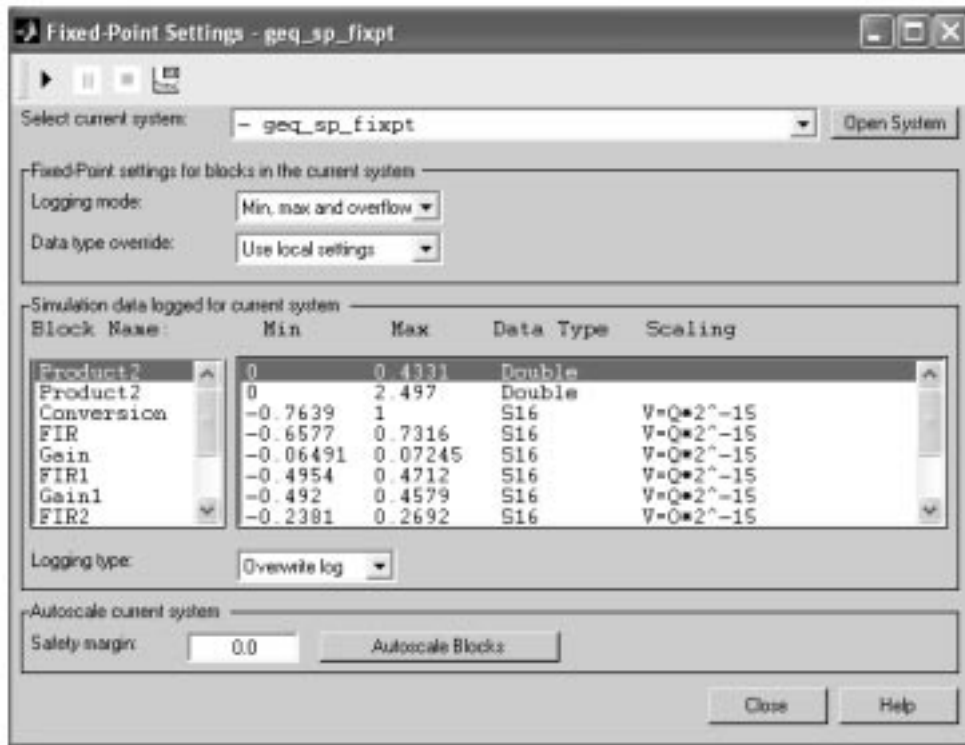 Fixed-Point Settings - geq_sp_fixpt
Select current system: - geq_sp_fixpt Open System
Fixed-Point settings for blocks in the current system
Logging mode: Min, max and overflow
Data type override: Use local settings
Simulation data logged for current system
Block Name: Min Max Data Type Scaling
Product2 0 0.4331 Double
Product2 0 2.497 Double
Conversion -0.7639 1 S16 V=Q*2^-15
FIR -0.6577 0.7316 S16 V=Q*2^-15
Gain -0.06491 0.07245 S16 V=Q*2^-15
FIR1 -0.4954 0.4712 S16 V=Q*2^-15
Gain1 -0.492 0.4579 S16 V=Q*2^-15
FIR2 -0.2381 0.2692 S16 V=Q*2^-15
Logging type: Overwrite log
Autoscale current system
Safety margin: 0.0 Autoscale Blocks
Close Help